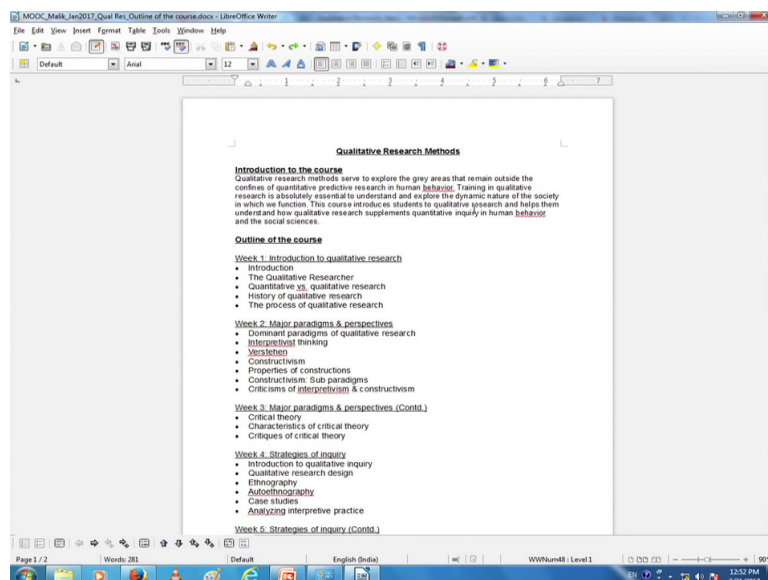 MOOC_Malik_Jan2017_Qual Res_Outline of the course.docx - LibreOffice Writer
File Edit View Insert Format Table Tools Window Help
Default Arial 12
1 2 3 4 5 6 7
Qualitative Research Methods
Introduction to the course
Qualitative research methods serve to explore the grey areas that remain outside the
confines of quantitative predictive research in human behavior. Training in qualitative
research is absolutely essential to understand and explore the dynamic nature of the society
in which we function. This course introduces students to qualitative research and helps them
understand how qualitative research supplements quantitative inquiry in human behavior
and the social sciences.
Outline of the course
Week 1: Introduction to qualitative research
• Introduction
• The Qualitative Researcher
• Quantitative vs. qualitative research
• History of qualitative research
• The process of qualitative research
Week 2: Major paradigms & perspectives
• Dominant paradigms of qualitative research
• Interpretivist thinking
• Verstehen
• Constructivism
• Properties of constructions
• Constructivism: Sub paradigms
• Criticisms of interpretivism & constructivism
Week 3: Major paradigms & perspectives (Contd.)
• Critical theory
• Characteristics of critical theory
• Critiques of critical theory
Week 4: Strategies of inquiry
• Introduction to qualitative inquiry
• Qualitative research design
• Ethnography
• Autoethnography
• Case studies
• Analyzing interpretive practice
Week 5: Strategies of inquiry (Contd.)
Page 1 / 2 Words: 281 Default English (India) WWNum48 : Level 1 90
EN 12:52 PM